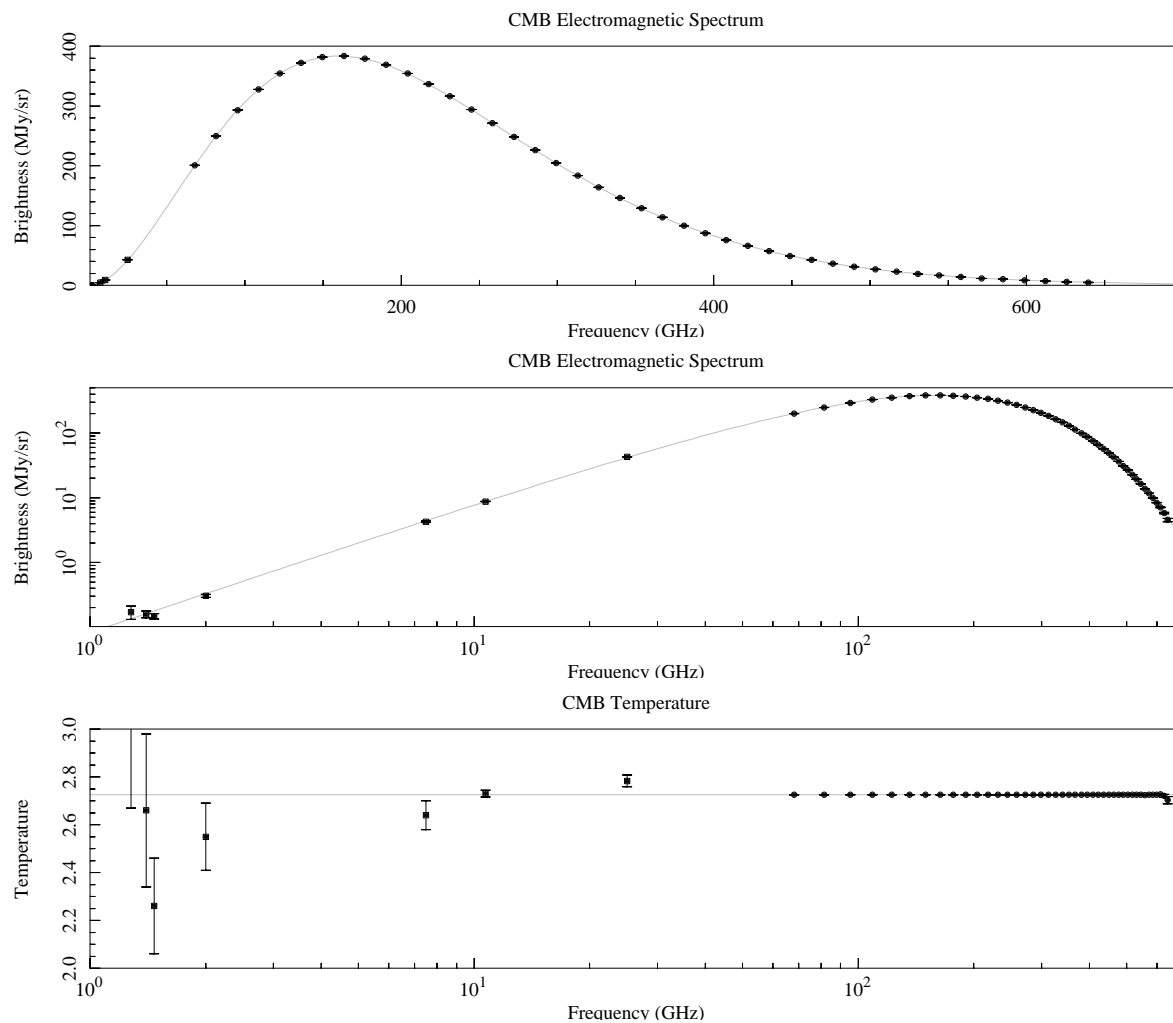 CMB Electromagnetic Spectrum
400
300
200
100
0
Brightness (MJy/sr)
200 400 600
Frequency (GHz)
CMB Electromagnetic Spectrum
10^2
10^1
10^0
Brightness (MJy/sr)
10^0 10^1 10^2
Frequency (GHz)
CMB Temperature
3.0
2.8
2.6
2.4
2.2
2.0
Temperature
10^0 10^1 10^2
Frequency (GHz)